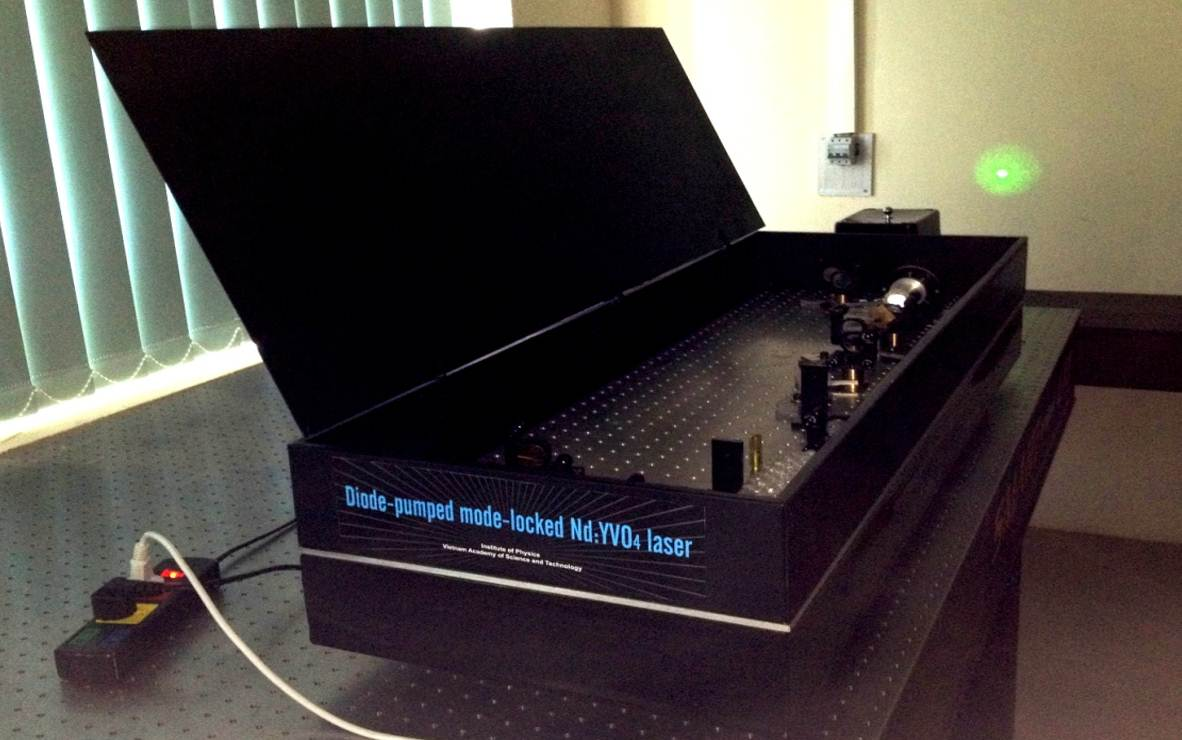 Diode-pumped mode-locked Nd:YVO₄ laser
Institute of Physics
Vietnam Academy of Science and Technology